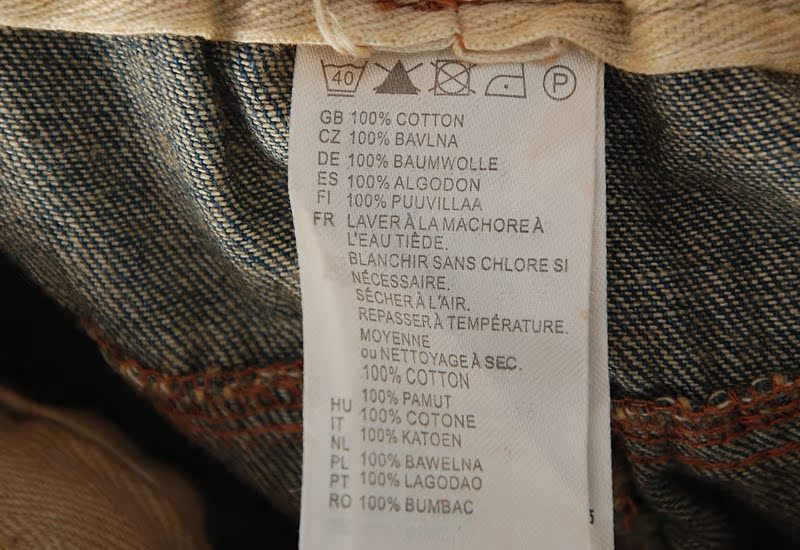 40 P
GB 100% COTTON
CZ 100% BAVLNA
DE 100% BAUMWOLLE
ES 100% ALGODON
FI 100% PUUVILLAA
FR LAVER À LA MACHORE À
L'EAU TIÈDE.
BLANCHIR SANS CHLORE SI
NÉCESSAIRE.
SÉCHER À L'AIR.
REPASSER À TEMPÉRATURE.
MOYENNE
ou NETTOYAGE À SEC.
100% COTTON
HU 100% PAMUT
IT 100% COTONE
NL 100% KATOEN
PL 100% BAWELNA
PT 100% LAGODAO
RO 100% BUMBAC
5